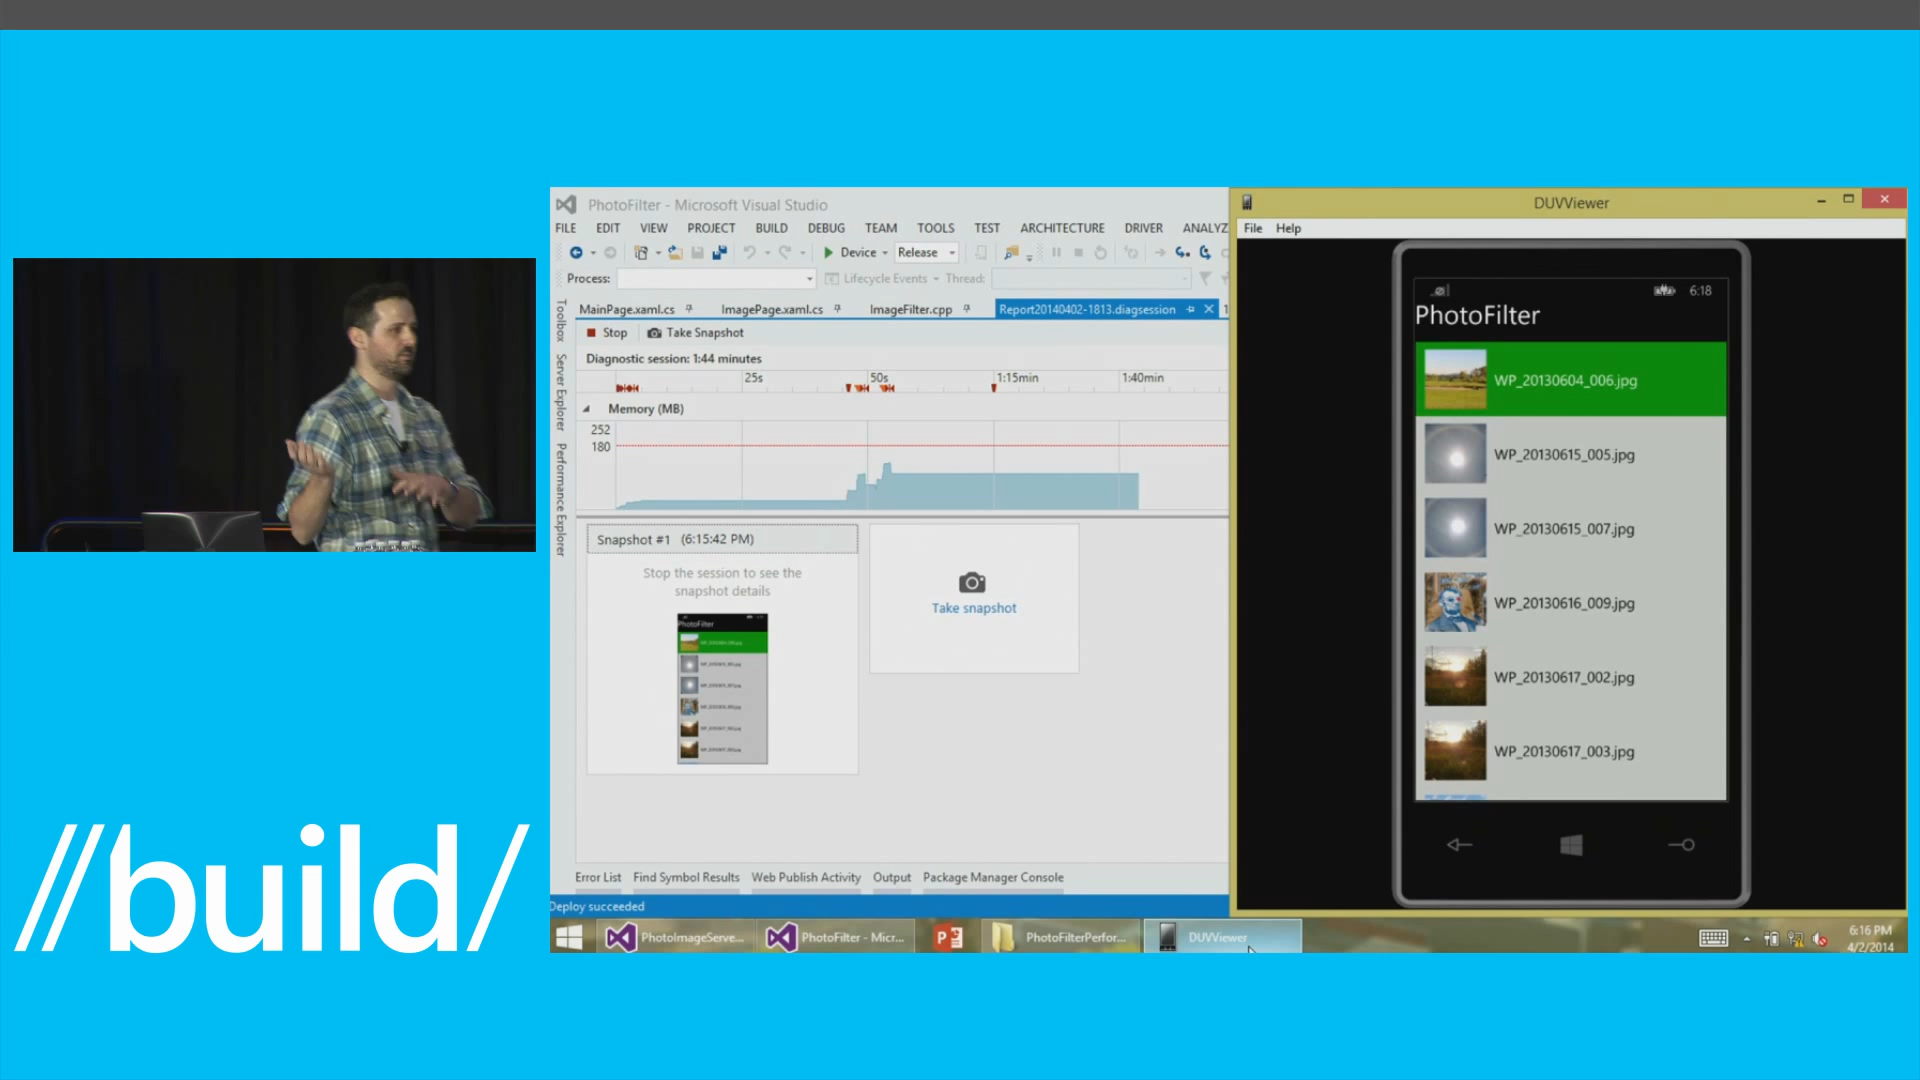 PhotoFilter - Microsoft Visual Studio
FILE EDIT VIEW PROJECT BUILD DEBUG TEAM TOOLS TEST ARCHITECTURE DRIVER ANALYZ
Device Release
Process: Lifecycle Events Thread:
MainPage.xaml.cs ImagePage.xaml.cs ImageFilter.cpp Report20140402-1813.diagsession
Toolbox
Server Explorer
Performance Explorer
Stop Take Snapshot
Diagnostic session: 1:44 minutes
25s 50s 1:15min 1:40min
Memory (MB)
252
180
Snapshot #1 (6:15:42 PM)
Stop the session to see the
snapshot details
PhotoFilter
Take snapshot
Error List Find Symbol Results Web Publish Activity Output Package Manager Console
Deploy succeeded
DUVViewer
File Help
6:18
PhotoFilter
WP_20130604_006.jpg
WP_20130615_005.jpg
WP_20130615_007.jpg
WP_20130616_009.jpg
WP_20130617_002.jpg
WP_20130617_003.jpg
PhotoImageServe... PhotoFilter - Micr... PhotoFilterPerfor... DUVViewer
6:16 PM
4/2/2014
//build/